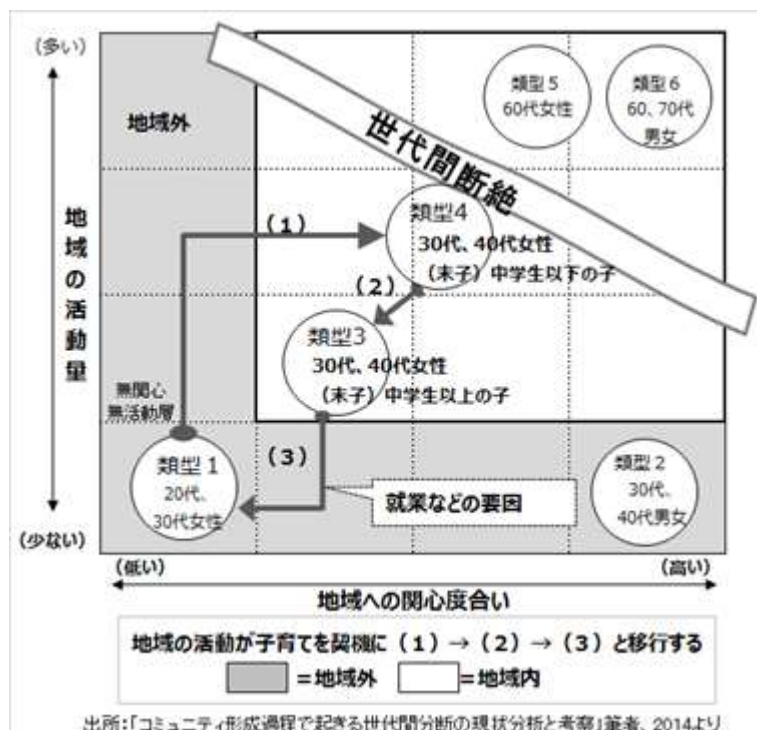 (多い)
地域外
類型5
60代女性
類型6
60、70代
男女
世代間断絶
(1)
類型4
30代、40代女性
(末子)中学生以下の子
(2)
地域の活動量
類型3
30代、40代女性
(末子)中学生以上の子
無関心
無活動層
(3)
類型1
20代、
30代女性
類型2
30代、
40代男女
就業などの要因
(少ない)
(低い)
(高い)
地域への関心度合い
地域の活動が子育てを契機に(1)→(2)→(3)と移行する
=地域外 =地域内
出所:「コミュニティ形成過程で起きる世代間分断の現状分析と考察」筆者、2014より